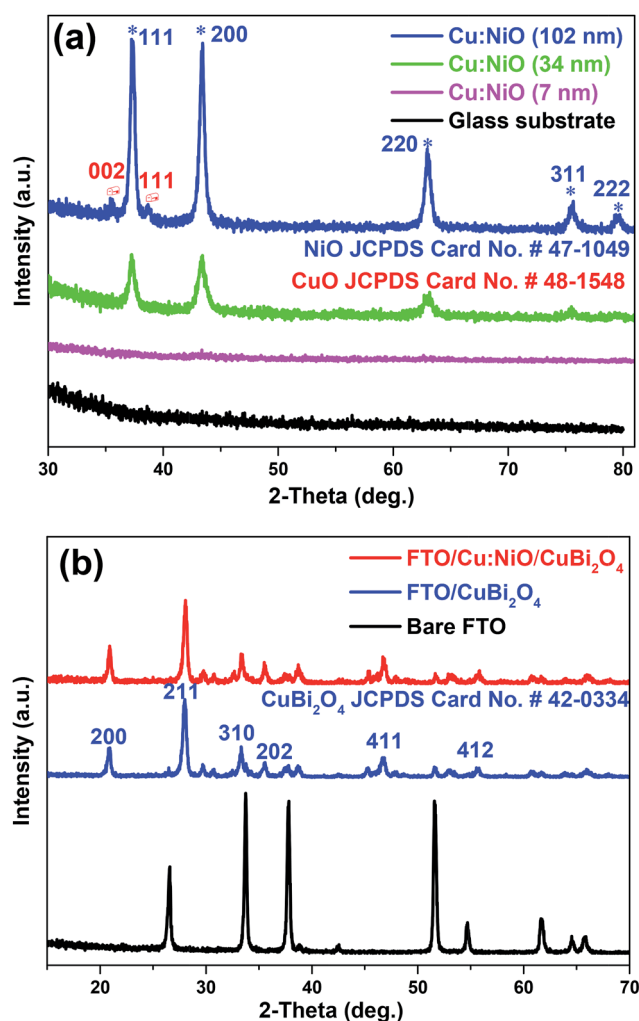 (a)
* 111
* 200
Cu:NiO (102 nm)
Cu:NiO (34 nm)
Cu:NiO (7 nm)
Glass substrate
002
111
220
*
311
*
222
*
NiO JCPDS Card No. # 47-1049
CuO JCPDS Card No. # 48-1548
Intensity (a.u.)
30 40 50 60 70 80
2-Theta (deg.)
(b)
FTO/Cu:NiO/CuBi₂O₄
FTO/CuBi₂O₄
Bare FTO
CuBi₂O₄ JCPDS Card No. # 42-0334
200
211
310
202
411
412
Intensity (a.u.)
20 30 40 50 60 70
2-Theta (deg.)